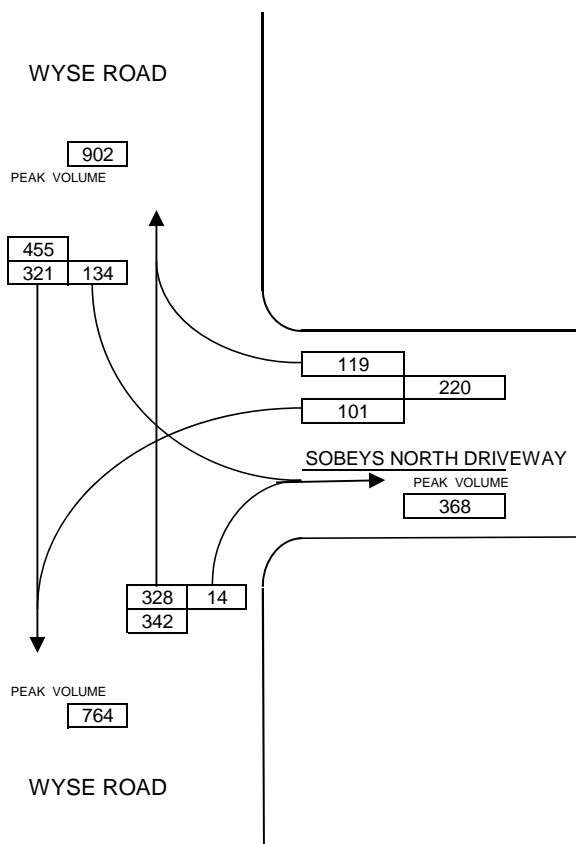 WYSE ROAD
902
PEAK VOLUME
455
321 134
119
220
101
SOBEYS NORTH DRIVEWAY
PEAK VOLUME
368
328 14
342
PEAK VOLUME
764
WYSE ROAD